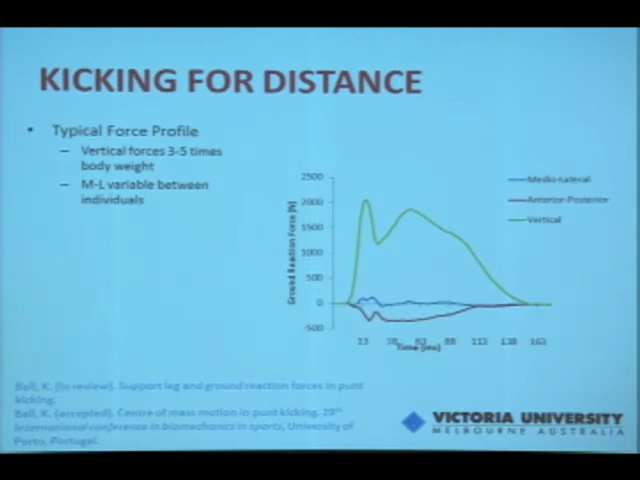 KICKING FOR DISTANCE
• Typical Force Profile
– Vertical forces 3-5 times
body weight
– M-L variable between
individuals
Ground Reaction Force (N)
2500
2000
1500
1000
500
0
-500
13
38
63
88
113
138
163
Time (ms)
Medio-Lateral
Anterior-Posterior
Vertical
Ball, K. (in review). Support leg and ground reaction forces in punt
kicking.
Ball, K. (accepted). Centre of mass motion in punt kicking. 29th
International conference in biomechanics in sports, University of
Porto, Portugal.
VICTORIA UNIVERSITY
MELBOURNE AUSTRALIA